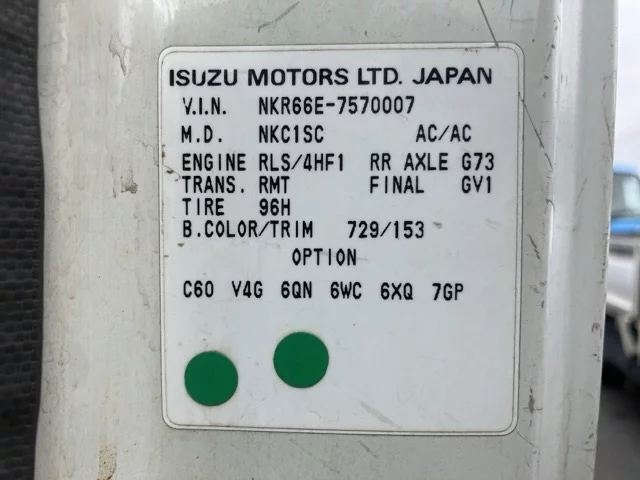 ISUZU MOTORS LTD. JAPAN
V.I.N. NKR66E-7570007
M.D. NKC1SC AC/AC
ENGINE RLS/4HF1 RR AXLE G73
TRANS. RMT FINAL GV1
TIRE 96H
B.COLOR/TRIM 729/153
OPTION
C60 V4G 6QN 6WC 6XQ 7GP